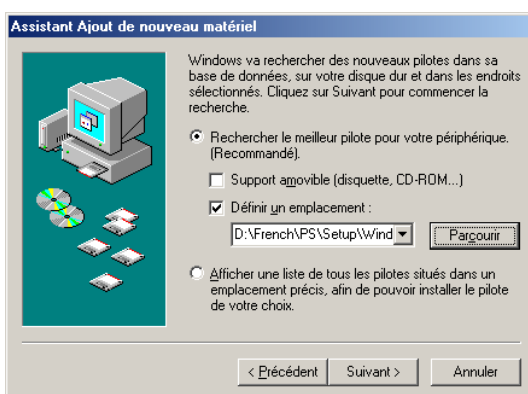 Assistant Ajout de nouveau matériel
Windows va rechercher des nouveaux pilotes dans sa
base de données, sur votre disque dur et dans les endroits
sélectionnés. Cliquez sur Suivant pour commencer la
recherche.
Rechercher le meilleur pilote pour votre périphérique.
(Recommandé).
Support amovible (disquette, CD-ROM...)
Définir un emplacement :
D:\French\PS\Setup\Wind
Parcourir
Afficher une liste de tous les pilotes situés dans un
emplacement précis, afin de pouvoir installer le pilote
de votre choix.
< Précédent
Suivant >
Annuler